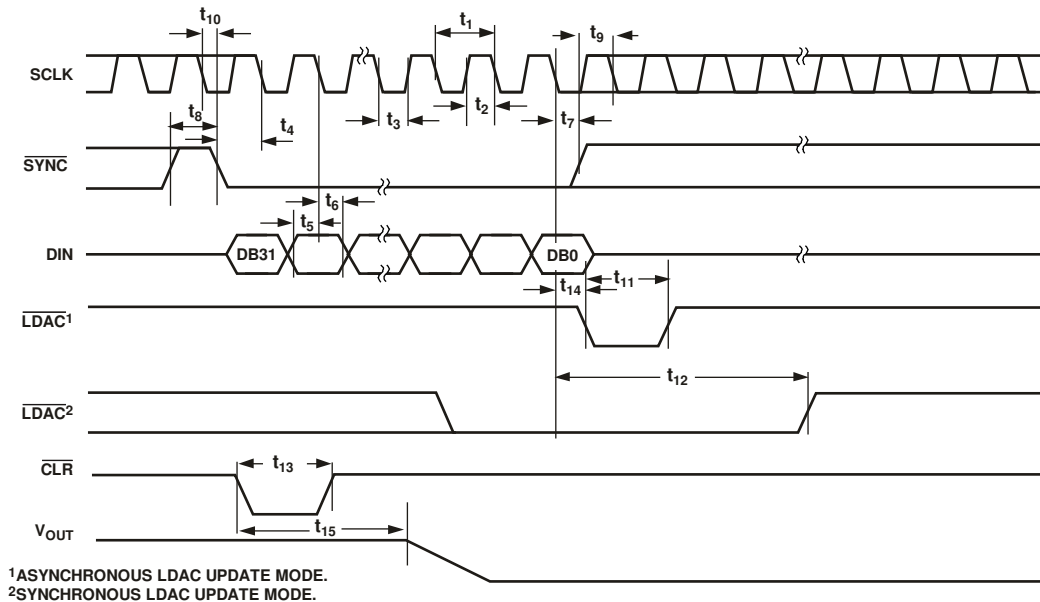 t10
t1
t9
SCLK
t8
t4
t3
t2
t7
SYNC
t6
t5
DIN
DB31
DB0
t11
t14
LDAC1
t12
LDAC2
CLR
t13
VOUT
t15
1ASYNCHRONOUS LDAC UPDATE MODE.
2SYNCHRONOUS LDAC UPDATE MODE.